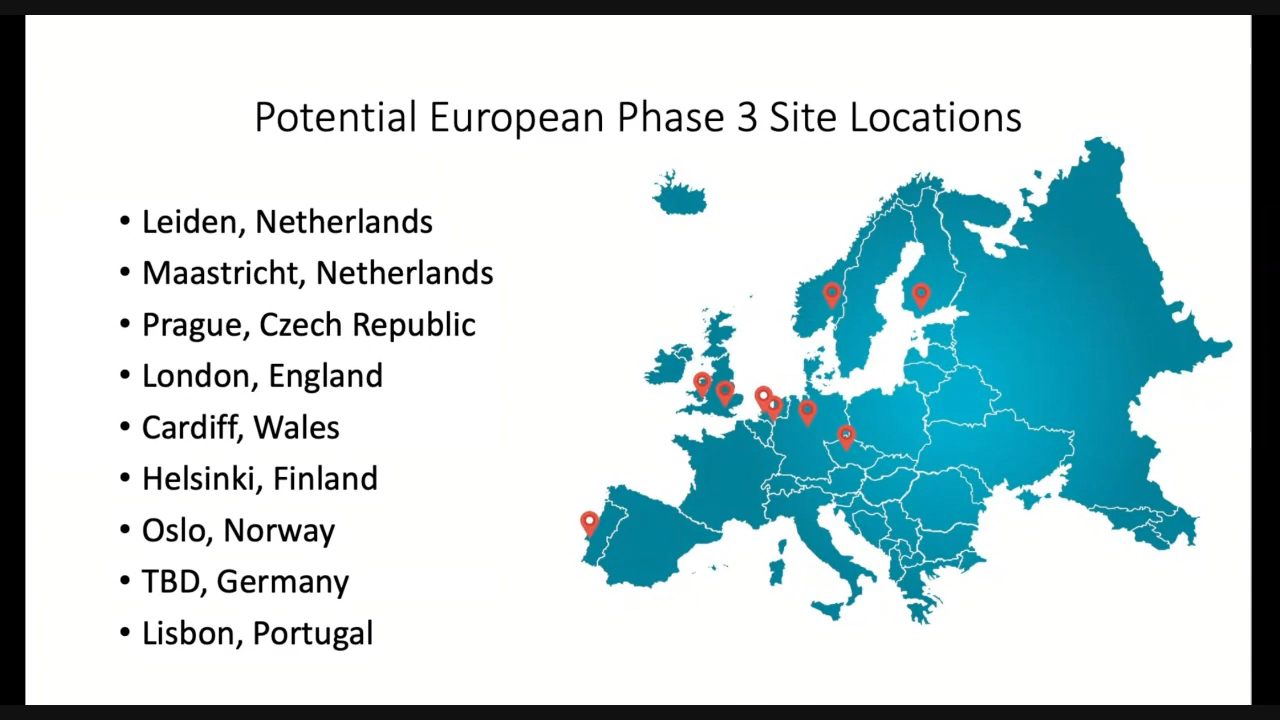 Potential European Phase 3 Site Locations
• Leiden, Netherlands
• Maastricht, Netherlands
• Prague, Czech Republic
• London, England
• Cardiff, Wales
• Helsinki, Finland
• Oslo, Norway
• TBD, Germany
• Lisbon, Portugal